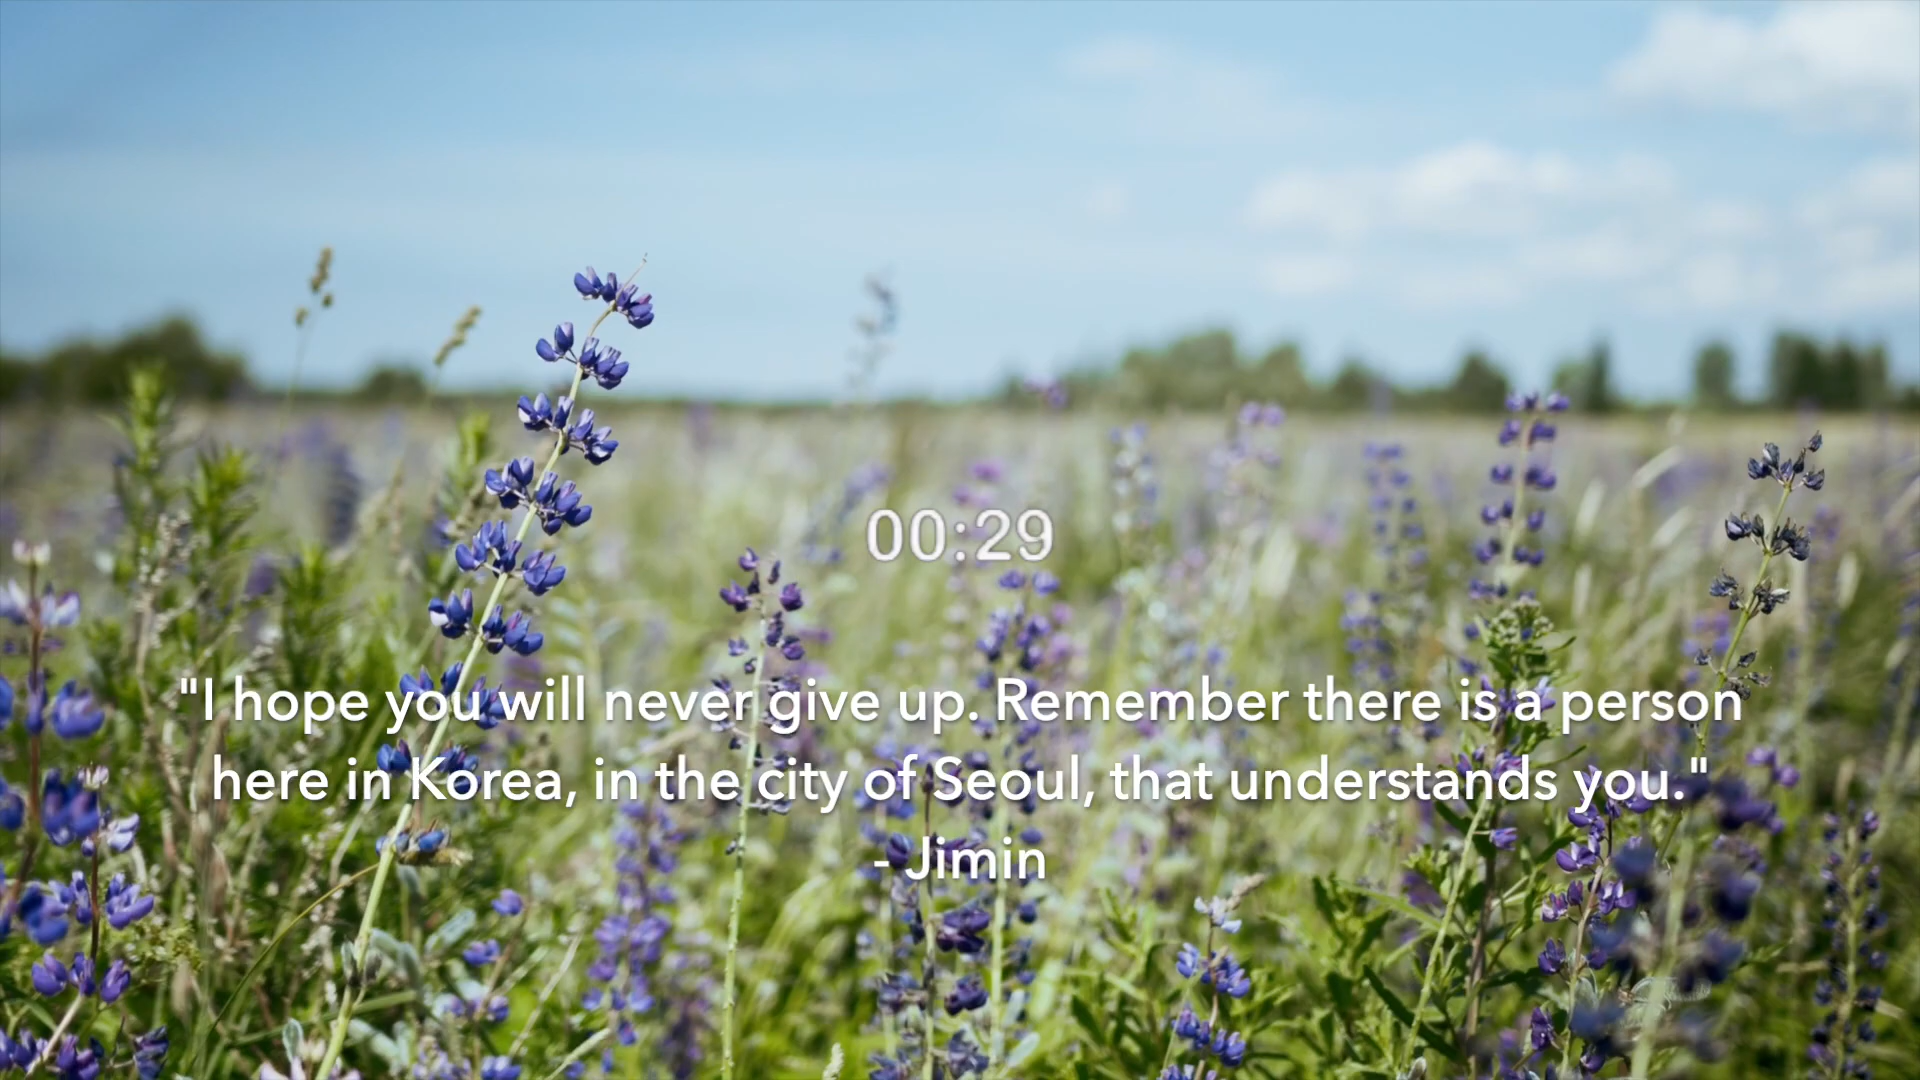 00:29
"I hope you will never give up. Remember there is a person
here in Korea, in the city of Seoul, that understands you."
- Jimin